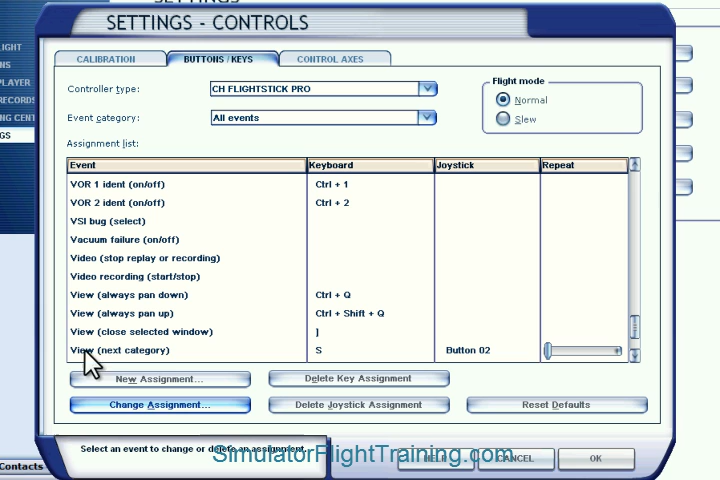 SETTINGS
SETTINGS - CONTROLS
IGHT
NS
PLAYER
RECORDS
NG CENT
GS
CALIBRATION
BUTTONS / KEYS
CONTROL AXES
Controller type:
CH FLIGHTSTICK PRO
Event category:
All events
Flight mode
Normal
Slew
Assignment list:
Event Keyboard Joystick Repeat
VOR 1 ident (on/off) Ctrl + 1
VOR 2 ident (on/off) Ctrl + 2
VSI bug (select)
Vacuum failure (on/off)
Video (stop replay or recording)
Video recording (start/stop)
View (always pan down) Ctrl + Q
View (always pan up) Ctrl + Shift + Q
View (close selected window) ]
View (next category) S Button 02
New Assignment... Delete Key Assignment
Change Assignment... Delete Joystick Assignment Reset Defaults
Select an event to change or delete an assignment.
SimulatorFlightTraining.com
HELP CANCEL OK
Contacts